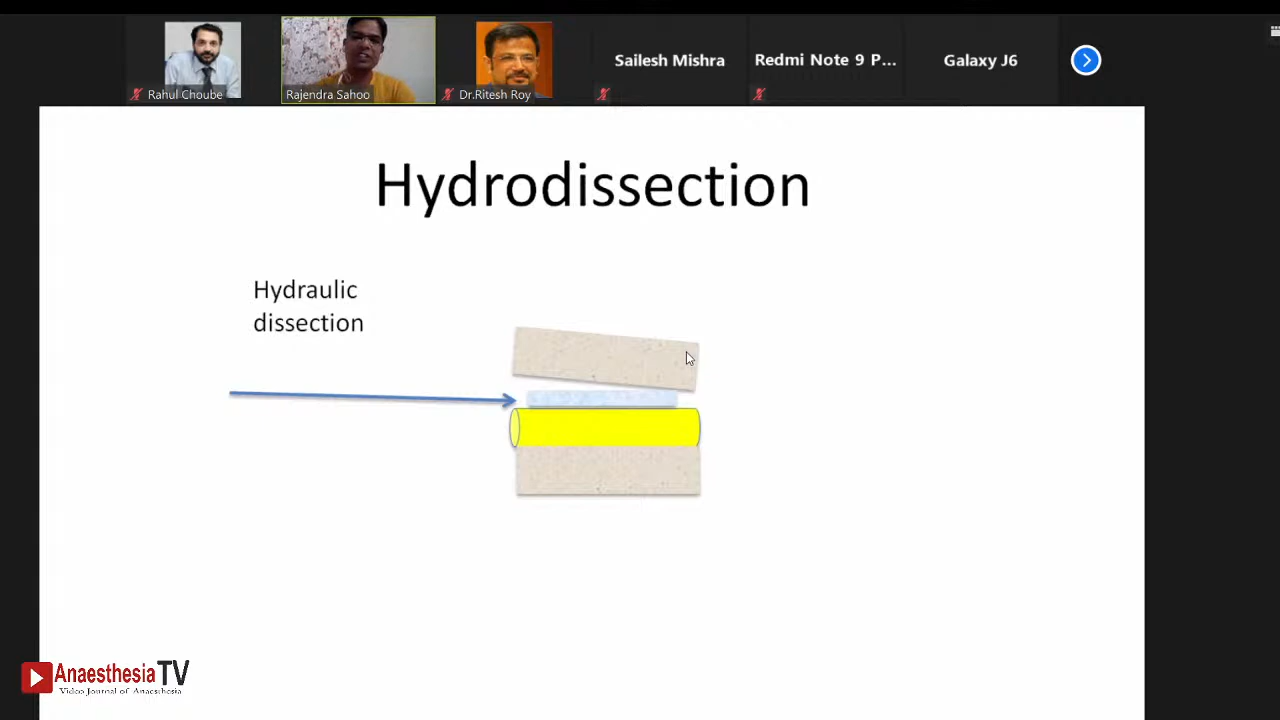 Sailesh Mishra
Redmi Note 9 P...
Galaxy J6
Rahul Choube
Rajendra Sahoo
Dr.Ritesh Roy
Hydrodissection
Hydraulic
dissection
AnaesthesiaTV
Video Journal of Anaesthesia